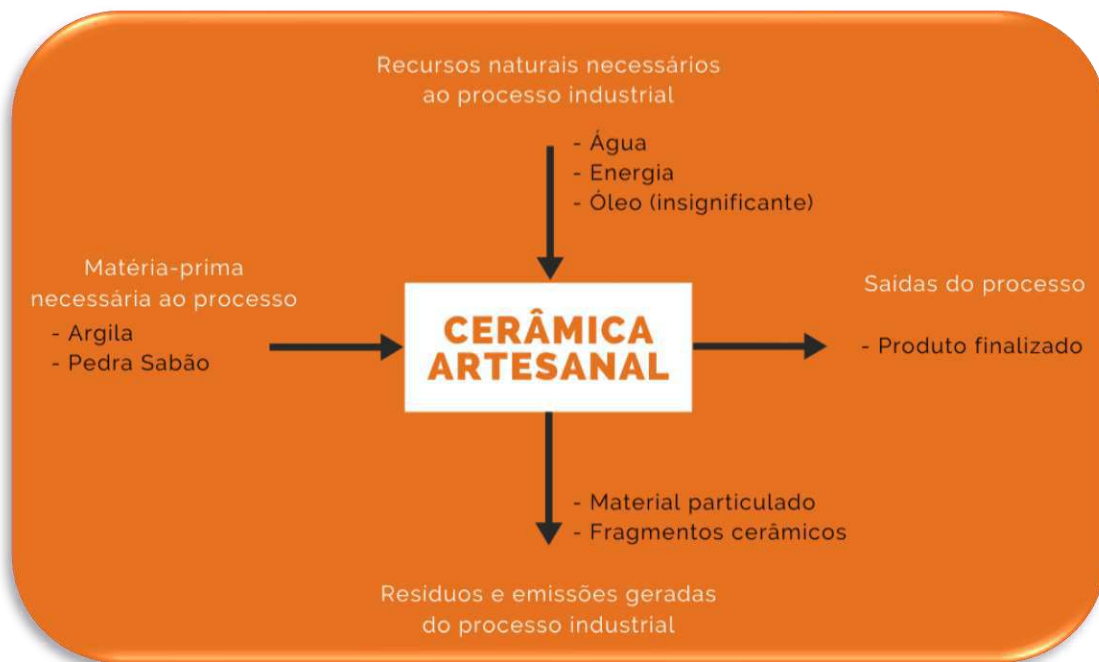 Recursos naturais necessários
ao processo industrial
- Água
- Energia
- Óleo (insignificante)
Matéria-prima
necessária ao processo
- Argila
- Pedra Sabão
CERÂMICA
ARTESANAL
Saídas do processo
- Produto finalizado
- Material particulado
- Fragmentos cerâmicos
Resíduos e emissões geradas
do processo industrial